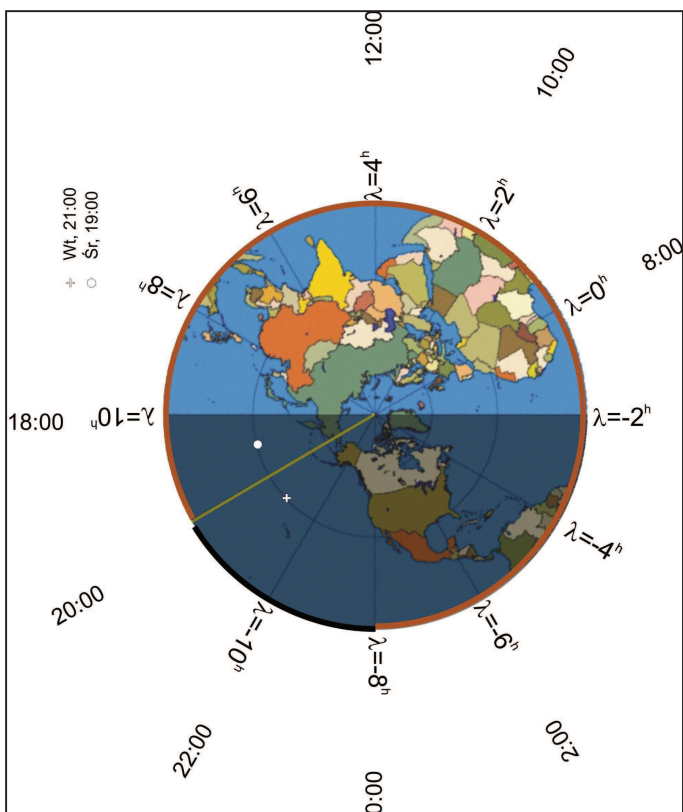 12:00
10:00
+ Wt, 21:00
○ Śr, 19:00
λ=4ʰ
λ=6ʰ
λ=2ʰ
8:00
λ=8ʰ
λ=0ʰ
18:00
λ=10ʰ
λ=-2ʰ
λ=-4ʰ
20:00
λ=-10ʰ
λ=-8ʰ
λ=-6ʰ
22:00
2:00
0:00